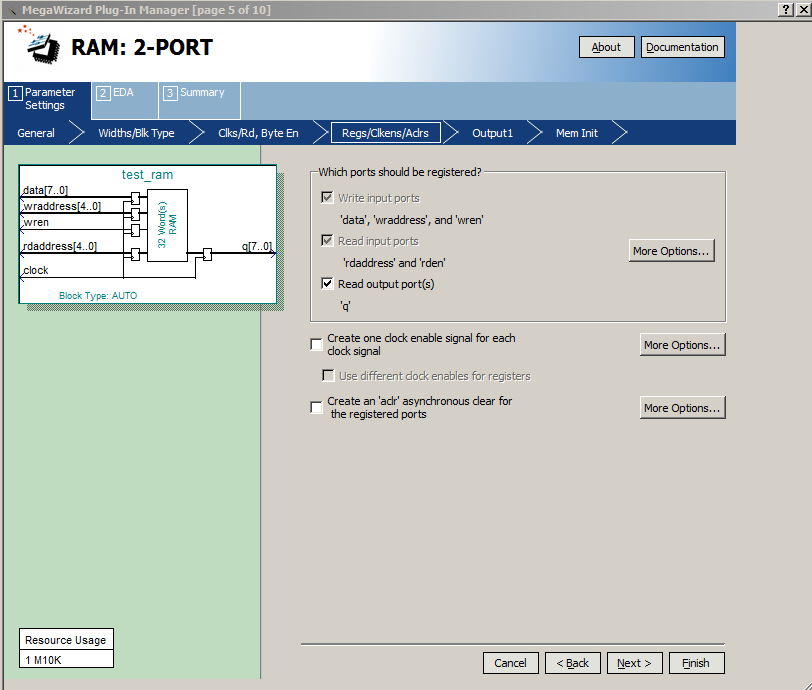 MegaWizard Plug-In Manager [page 5 of 10]
RAM: 2-PORT
About
Documentation
1 Parameter Settings
2 EDA
3 Summary
General
Widths/Blk Type
Clks/Rd, Byte En
Regs/Clkens/Aclrs
Output1
Mem Init
test_ram
data[7..0]
wraddress[4..0]
wren
rdaddress[4..0]
clock
32 Word(s)
RAM
q[7..0]
Block Type: AUTO
Which ports should be registered?
Write input ports
'data', 'wraddress', and 'wren'
Read input ports
'rdaddress' and 'rden'
More Options...
Read output port(s)
'q'
Create one clock enable signal for each
clock signal
More Options...
Use different clock enables for registers
Create an 'aclr' asynchronous clear for
the registered ports
More Options...
Resource Usage
1 M10K
Cancel
< Back
Next >
Finish